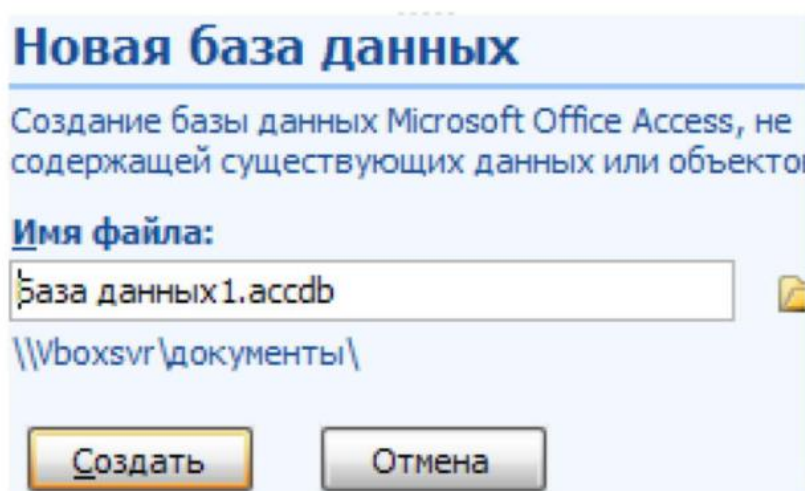 Новая база данных
Создание базы данных Microsoft Office Access, не
содержащей существующих данных или объектов
Имя файла:
База данных1.accdb
\\Vboxsvr\документы\
Создать Отмена